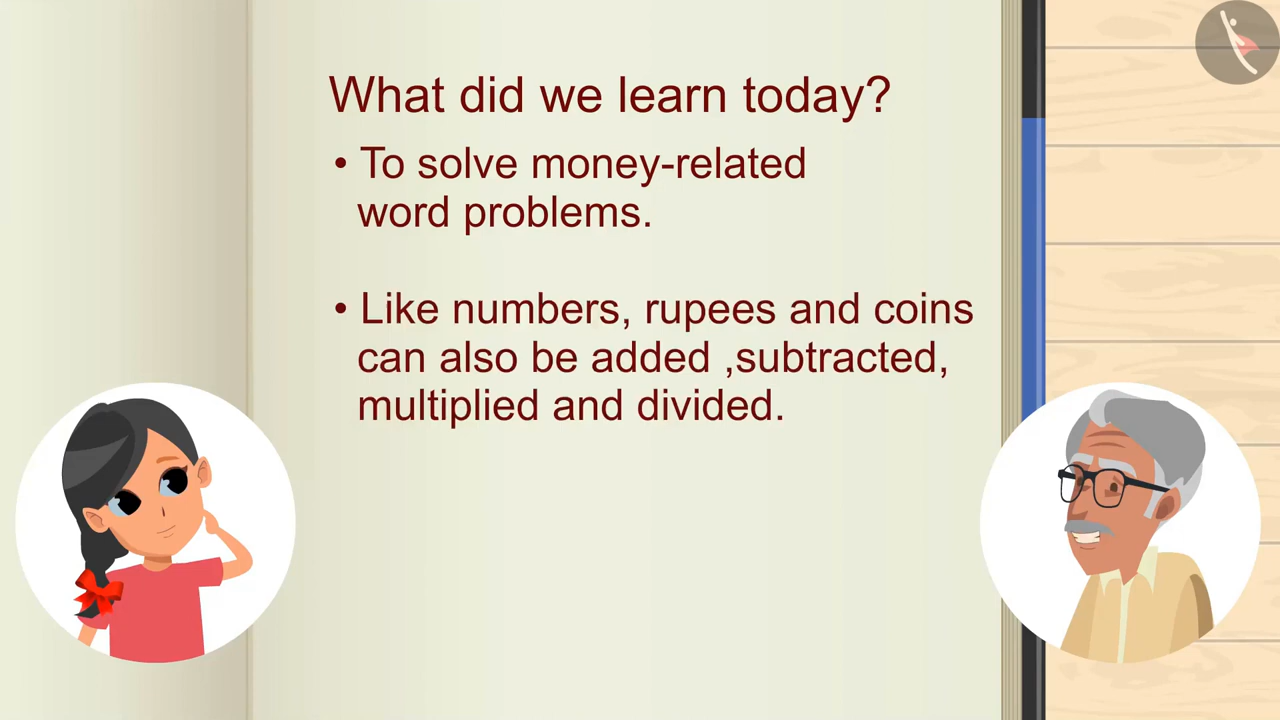 What did we learn today?
• To solve money-related
word problems.
• Like numbers, rupees and coins
can also be added ,subtracted,
multiplied and divided.